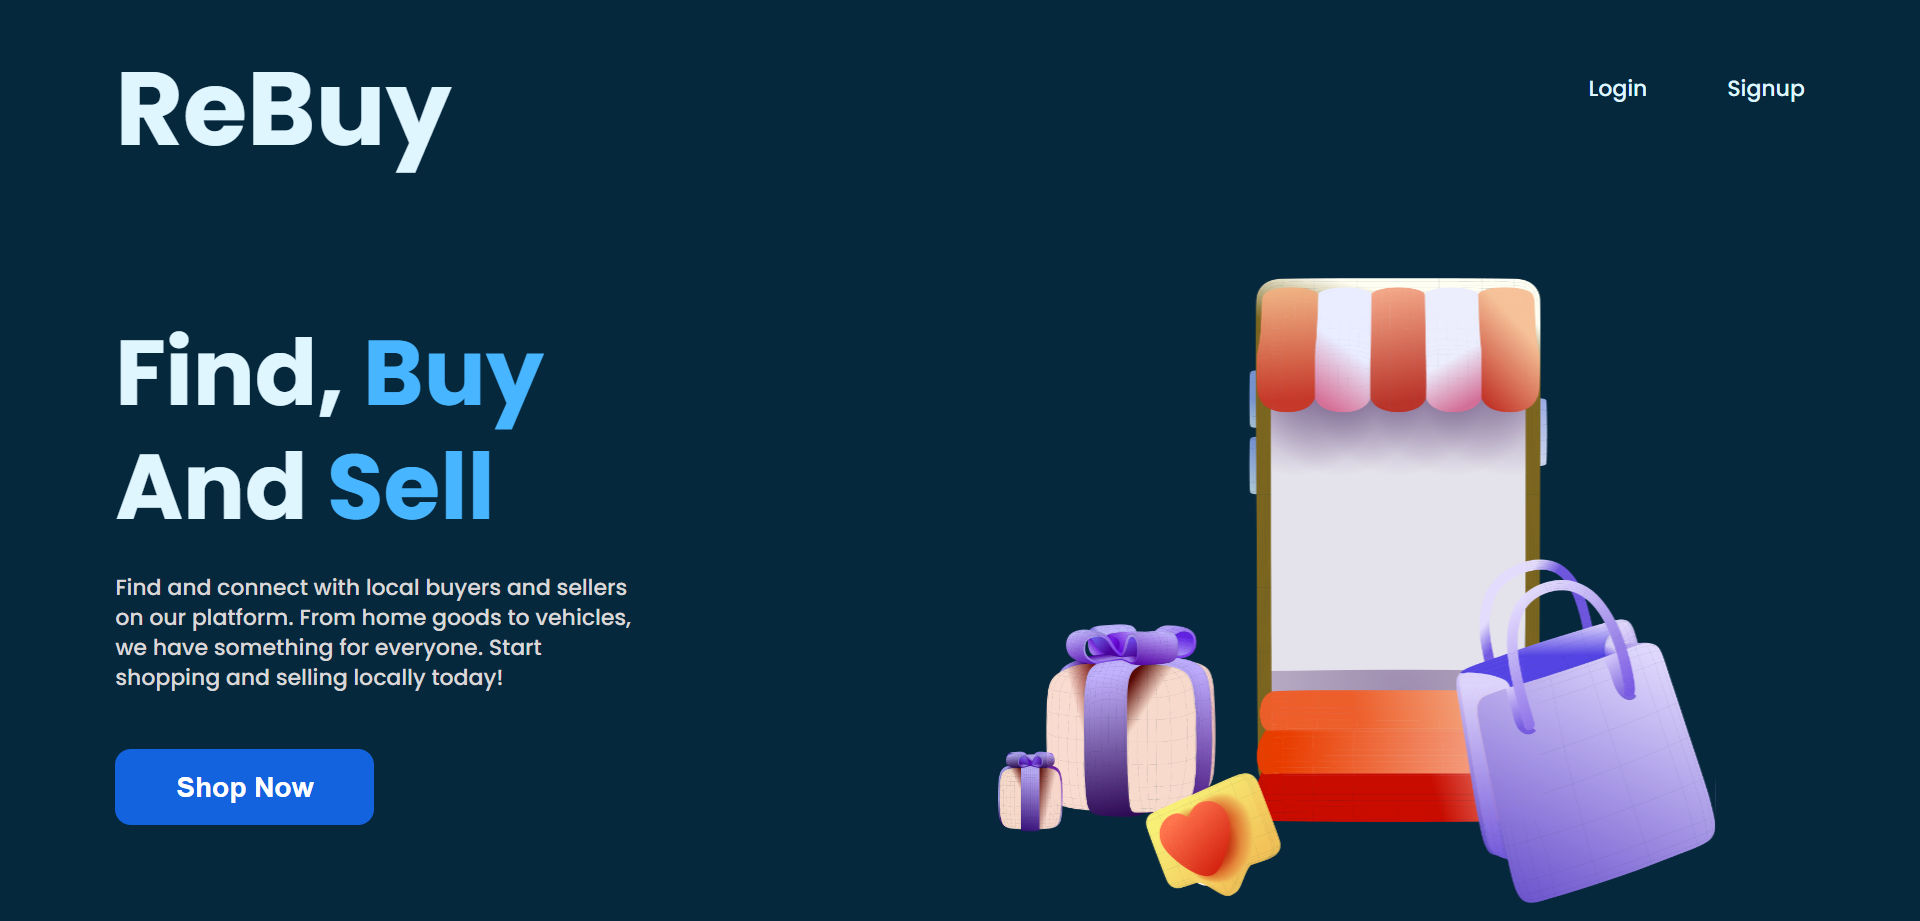 ReBuy
Login
Signup
Find, Buy
And Sell
Find and connect with local buyers and sellers
on our platform. From home goods to vehicles,
we have something for everyone. Start
shopping and selling locally today!
Shop Now